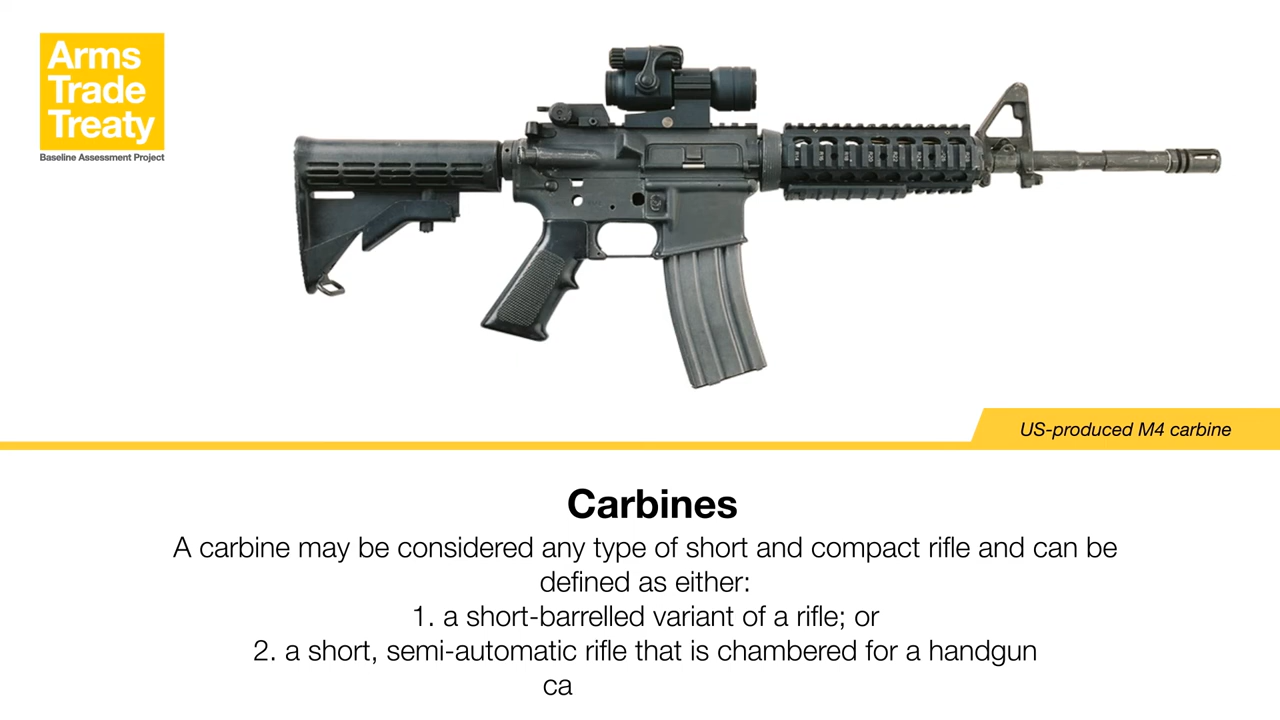 Arms
Trade
Treaty
Baseline Assessment Project
US-produced M4 carbine
Carbines
A carbine may be considered any type of short and compact rifle and can be
defined as either:
1. a short-barrelled variant of a rifle; or
2. a short, semi-automatic rifle that is chambered for a handgun
ca